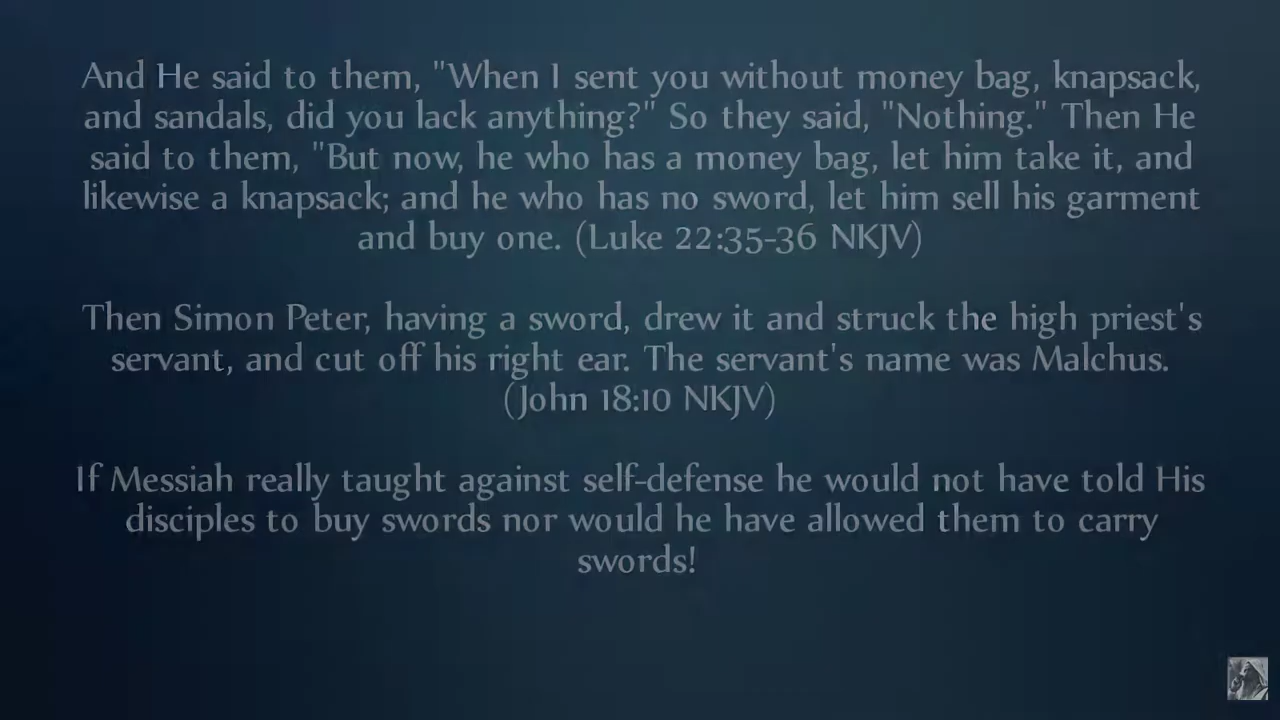 And He said to them, "When I sent you without money bag, knapsack,
and sandals, did you lack anything?" So they said, "Nothing." Then He
said to them, "But now, he who has a money bag, let him take it, and
likewise a knapsack; and he who has no sword, let him sell his garment
and buy one. (Luke 22:35-36 NKJV)
Then Simon Peter, having a sword, drew it and struck the high priest's
servant, and cut off his right ear. The servant's name was Malchus.
(John 18:10 NKJV)
If Messiah really taught against self-defense he would not have told His
disciples to buy swords nor would he have allowed them to carry
swords!